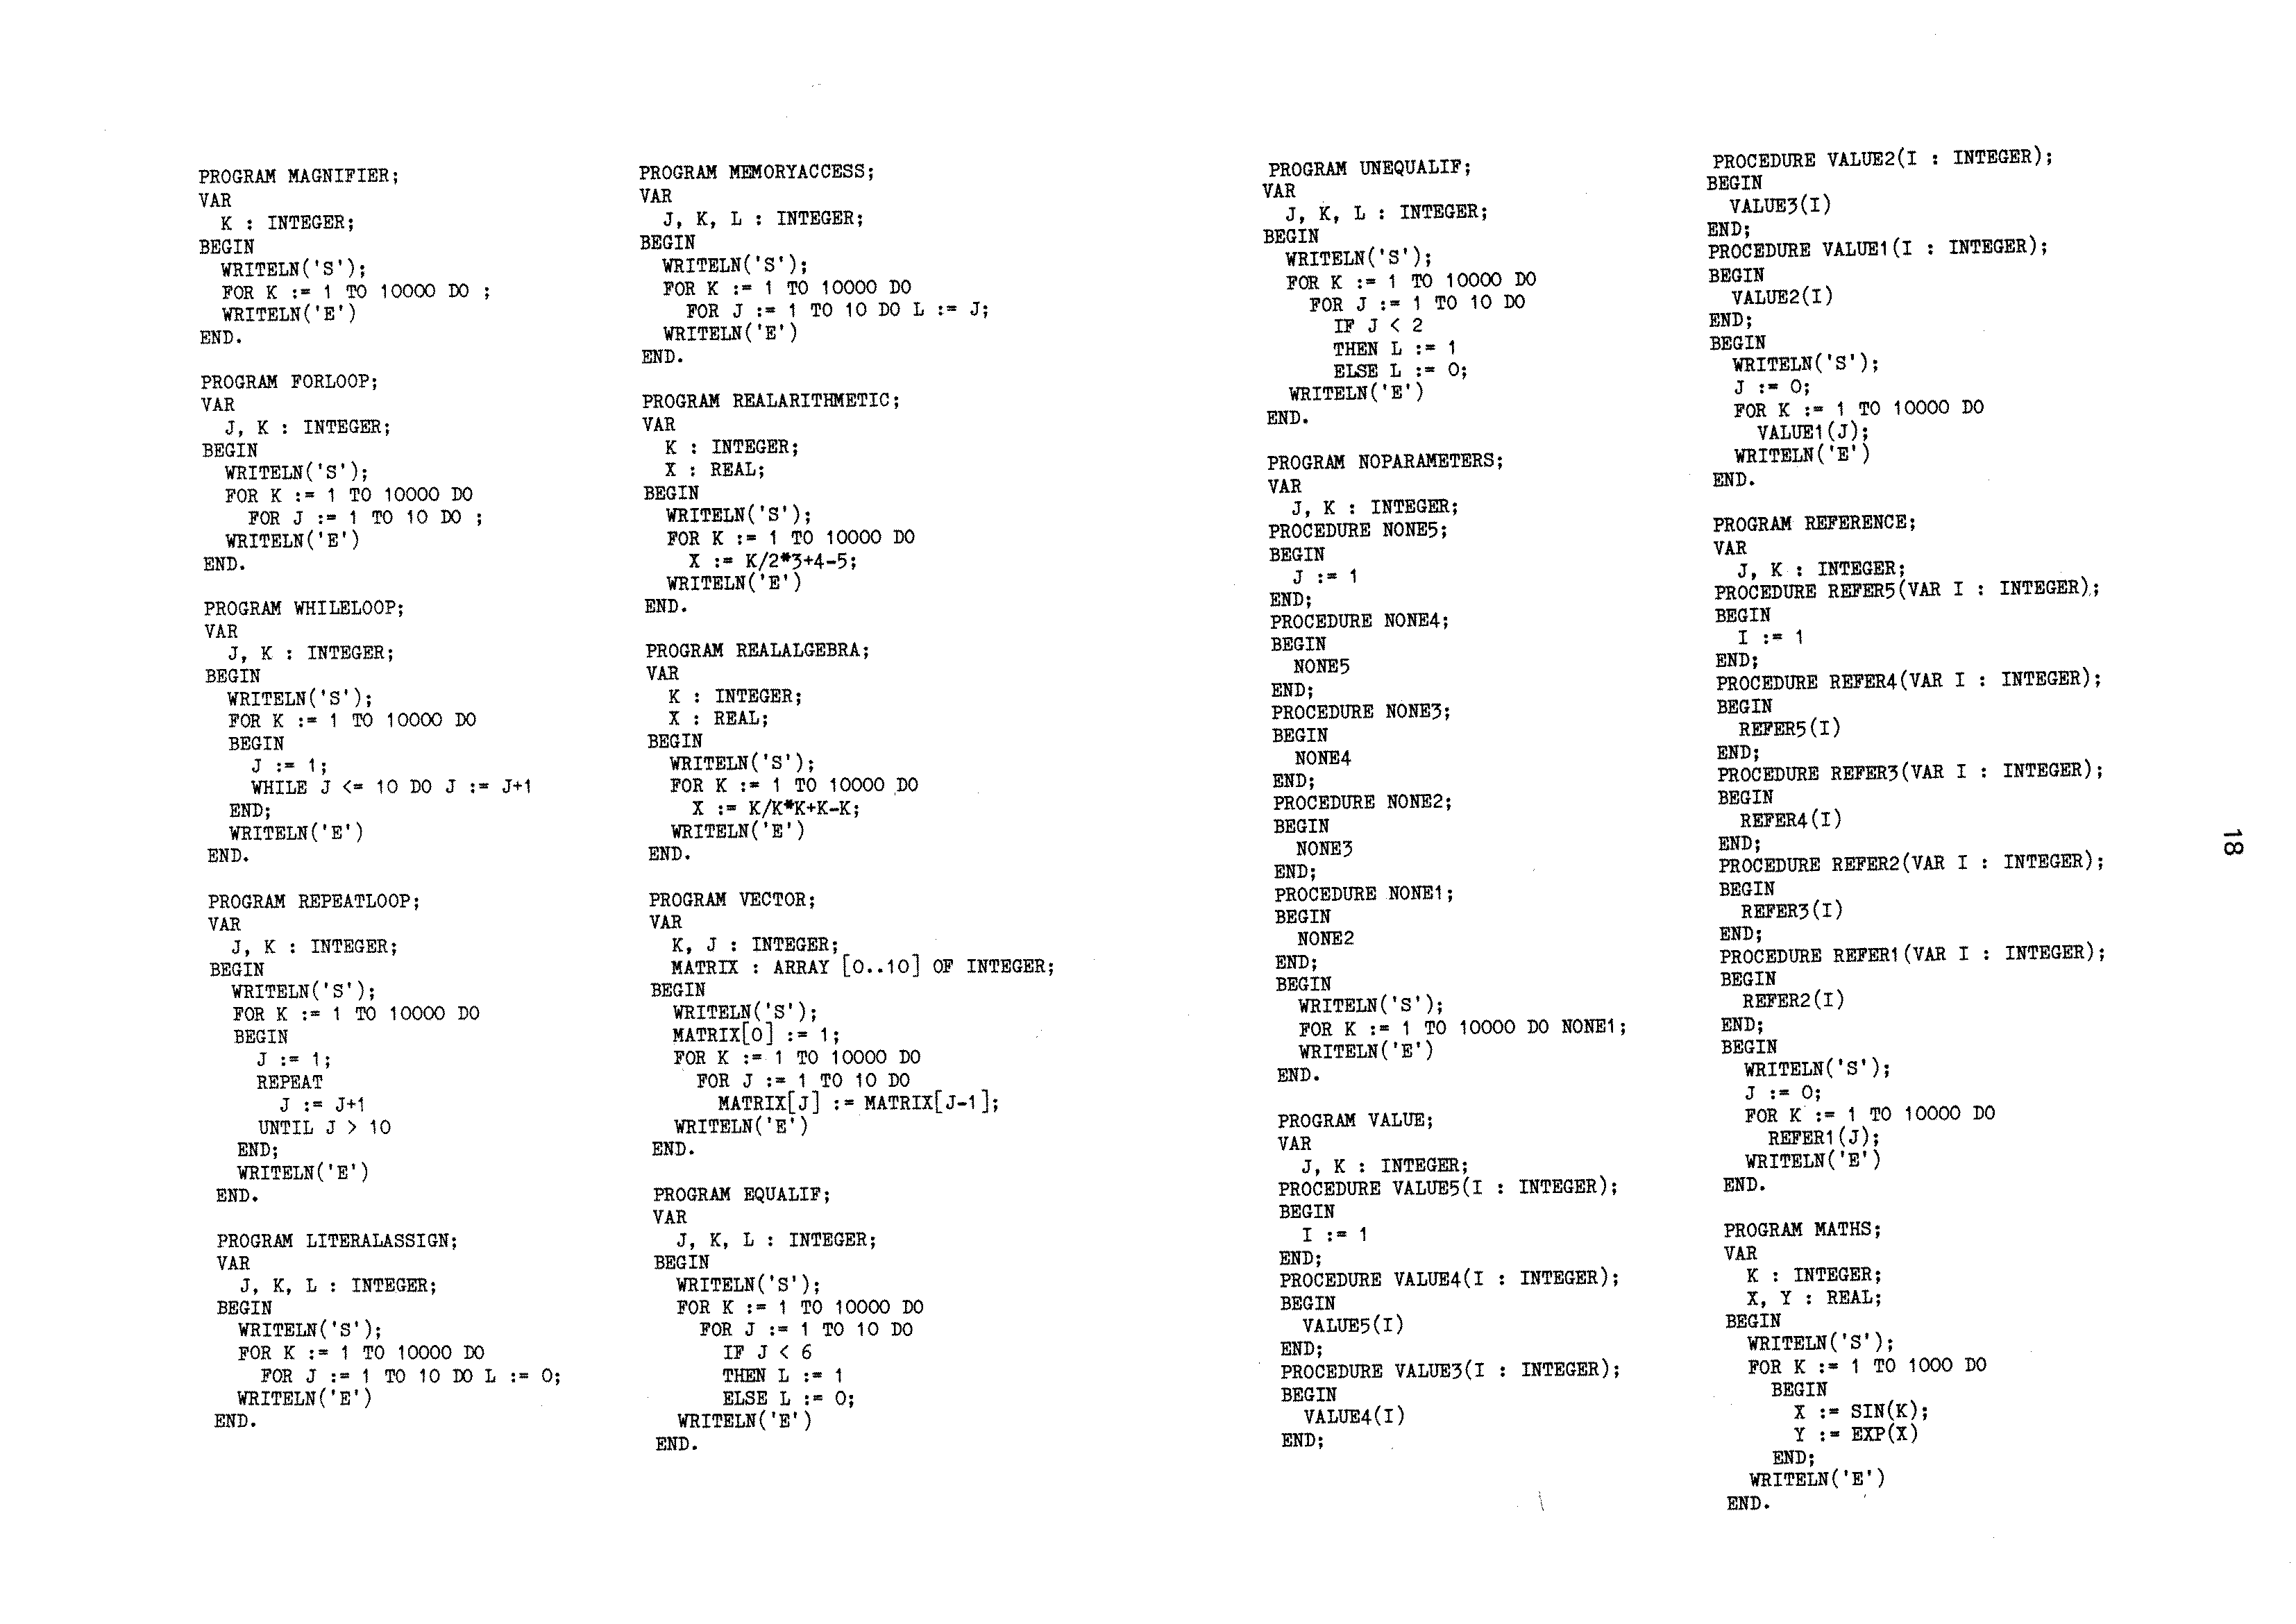 PROGRAM MAGNIFIER;
VAR
  K : INTEGER;
BEGIN
  WRITELN('S');
  FOR K := 1 TO 10000 DO ;
  WRITELN('E')
END.

PROGRAM FORLOOP;
VAR
  J, K : INTEGER;
BEGIN
  WRITELN('S');
  FOR K := 1 TO 10000 DO
    FOR J := 1 TO 10 DO ;
  WRITELN('E')
END.

PROGRAM WHILELOOP;
VAR
  J, K : INTEGER;
BEGIN
  WRITELN('S');
  FOR K := 1 TO 10000 DO
  BEGIN
    J := 1;
    WHILE J <= 10 DO J := J+1
  END;
  WRITELN('E')
END.

PROGRAM REPEATLOOP;
VAR
  J, K : INTEGER;
BEGIN
  WRITELN('S');
  FOR K := 1 TO 10000 DO
  BEGIN
    J := 1;
    REPEAT
      J := J+1
    UNTIL J > 10
  END;
  WRITELN('E')
END.

PROGRAM LITERALASSIGN;
VAR
  J, K, L : INTEGER;
BEGIN
  WRITELN('S');
  FOR K := 1 TO 10000 DO
    FOR J := 1 TO 10 DO L := 0;
  WRITELN('E')
END.

PROGRAM MEMORYACCESS;
VAR
  J, K, L : INTEGER;
BEGIN
  WRITELN('S');
  FOR K := 1 TO 10000 DO
    FOR J := 1 TO 10 DO L := J;
  WRITELN('E')
END.

PROGRAM REALARITHMETIC;
VAR
  K : INTEGER;
  X : REAL;
BEGIN
  WRITELN('S');
  FOR K := 1 TO 10000 DO
    X := K/2*3+4-5;
  WRITELN('E')
END.

PROGRAM REALALGEBRA;
VAR
  K : INTEGER;
  X : REAL;
BEGIN
  WRITELN('S');
  FOR K := 1 TO 10000 DO
    X := K/K*K+K-K;
  WRITELN('E')
END.

PROGRAM VECTOR;
VAR
  K, J : INTEGER;
  MATRIX : ARRAY [0..10] OF INTEGER;
BEGIN
  WRITELN('S');
  MATRIX[0] := 1;
  FOR K := 1 TO 10000 DO
    FOR J := 1 TO 10 DO
      MATRIX[J] := MATRIX[J-1];
  WRITELN('E')
END.

PROGRAM EQUALIF;
VAR
  J, K, L : INTEGER;
BEGIN
  WRITELN('S');
  FOR K := 1 TO 10000 DO
    FOR J := 1 TO 10 DO
      IF J < 6
      THEN L := 1
      ELSE L := 0;
  WRITELN('E')
END.

PROGRAM UNEQUALIF;
VAR
  J, K, L : INTEGER;
BEGIN
  WRITELN('S');
  FOR K := 1 TO 10000 DO
    FOR J := 1 TO 10 DO
      IF J < 2
      THEN L := 1
      ELSE L := 0;
  WRITELN('E')
END.

PROGRAM NOPARAMETERS;
VAR
  J, K : INTEGER;
PROCEDURE NONE5;
BEGIN
  J := 1
END;
PROCEDURE NONE4;
BEGIN
  NONE5
END;
PROCEDURE NONE3;
BEGIN
  NONE4
END;
PROCEDURE NONE2;
BEGIN
  NONE3
END;
PROCEDURE NONE1;
BEGIN
  NONE2
END;
BEGIN
  WRITELN('S');
  FOR K := 1 TO 10000 DO NONE1;
  WRITELN('E')
END.

PROGRAM VALUE;
VAR
  J, K : INTEGER;
PROCEDURE VALUE5(I : INTEGER);
BEGIN
  I := 1
END;
PROCEDURE VALUE4(I : INTEGER);
BEGIN
  VALUE5(I)
END;
PROCEDURE VALUE3(I : INTEGER);
BEGIN
  VALUE4(I)
END;
PROCEDURE VALUE2(I : INTEGER);
BEGIN
  VALUE3(I)
END;
PROCEDURE VALUE1(I : INTEGER);
BEGIN
  VALUE2(I)
END;
BEGIN
  WRITELN('S');
  J := 0;
  FOR K := 1 TO 10000 DO
    VALUE1(J);
  WRITELN('E')
END.

PROGRAM REFERENCE;
VAR
  J, K : INTEGER;
PROCEDURE REFER5(VAR I : INTEGER);
BEGIN
  I := 1
END;
PROCEDURE REFER4(VAR I : INTEGER);
BEGIN
  REFER5(I)
END;
PROCEDURE REFER3(VAR I : INTEGER);
BEGIN
  REFER4(I)
END;
PROCEDURE REFER2(VAR I : INTEGER);
BEGIN
  REFER3(I)
END;
PROCEDURE REFER1(VAR I : INTEGER);
BEGIN
  REFER2(I)
END;
BEGIN
  WRITELN('S');
  J := 0;
  FOR K := 1 TO 10000 DO
    REFER1(J);
  WRITELN('E')
END.

PROGRAM MATHS;
VAR
  K : INTEGER;
  X, Y : REAL;
BEGIN
  WRITELN('S');
  FOR K := 1 TO 1000 DO
    BEGIN
      X := SIN(K);
      Y := EXP(X)
    END;
  WRITELN('E')
END.

18